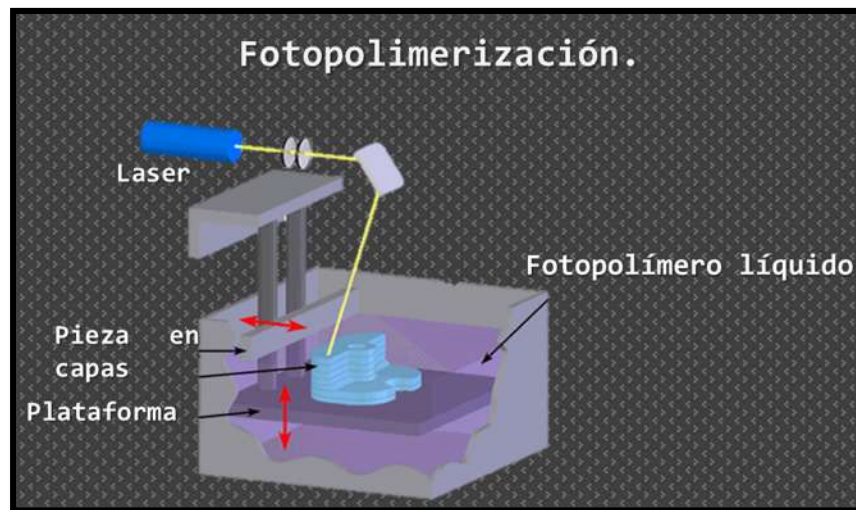 Fotopolimerización.
Laser
Fotopolímero líquido
Pieza en
capas
Plataforma